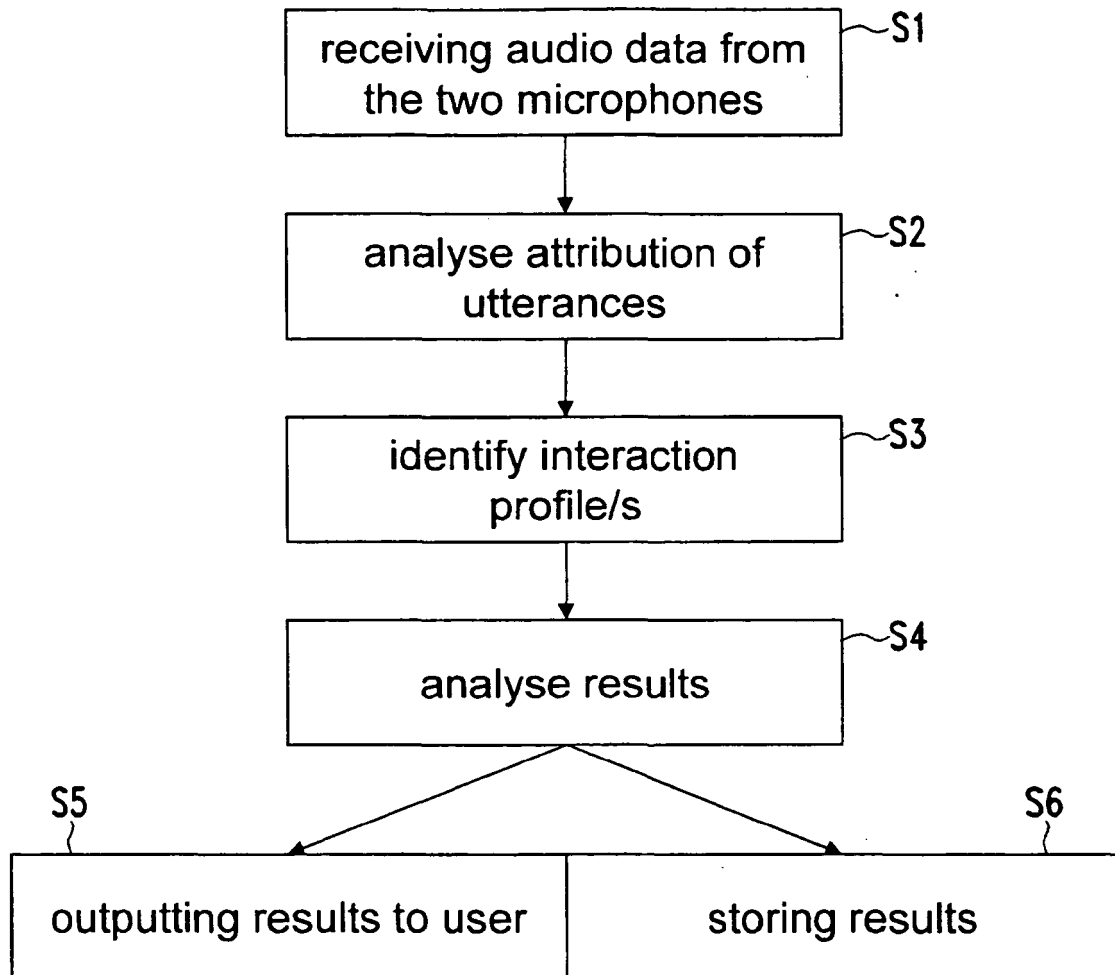 receiving audio data from
the two microphones
S1
analyse attribution of
utterances
S2
identify interaction
profile/s
S3
analyse results
S4
S5
S6
outputting results to user
storing results